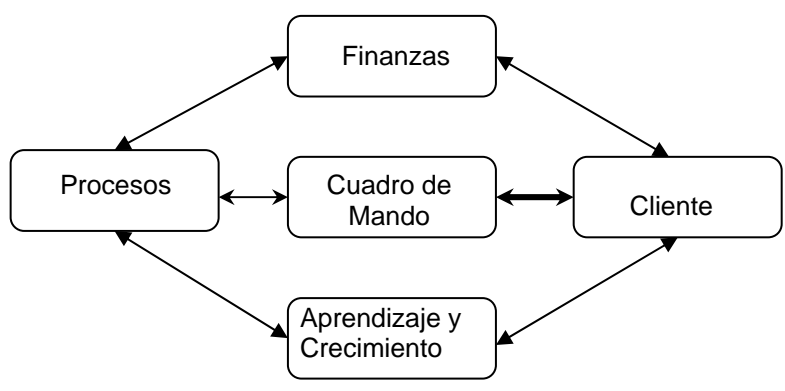 Finanzas
Procesos
Cuadro de
Mando
Cliente
Aprendizaje y
Crecimiento